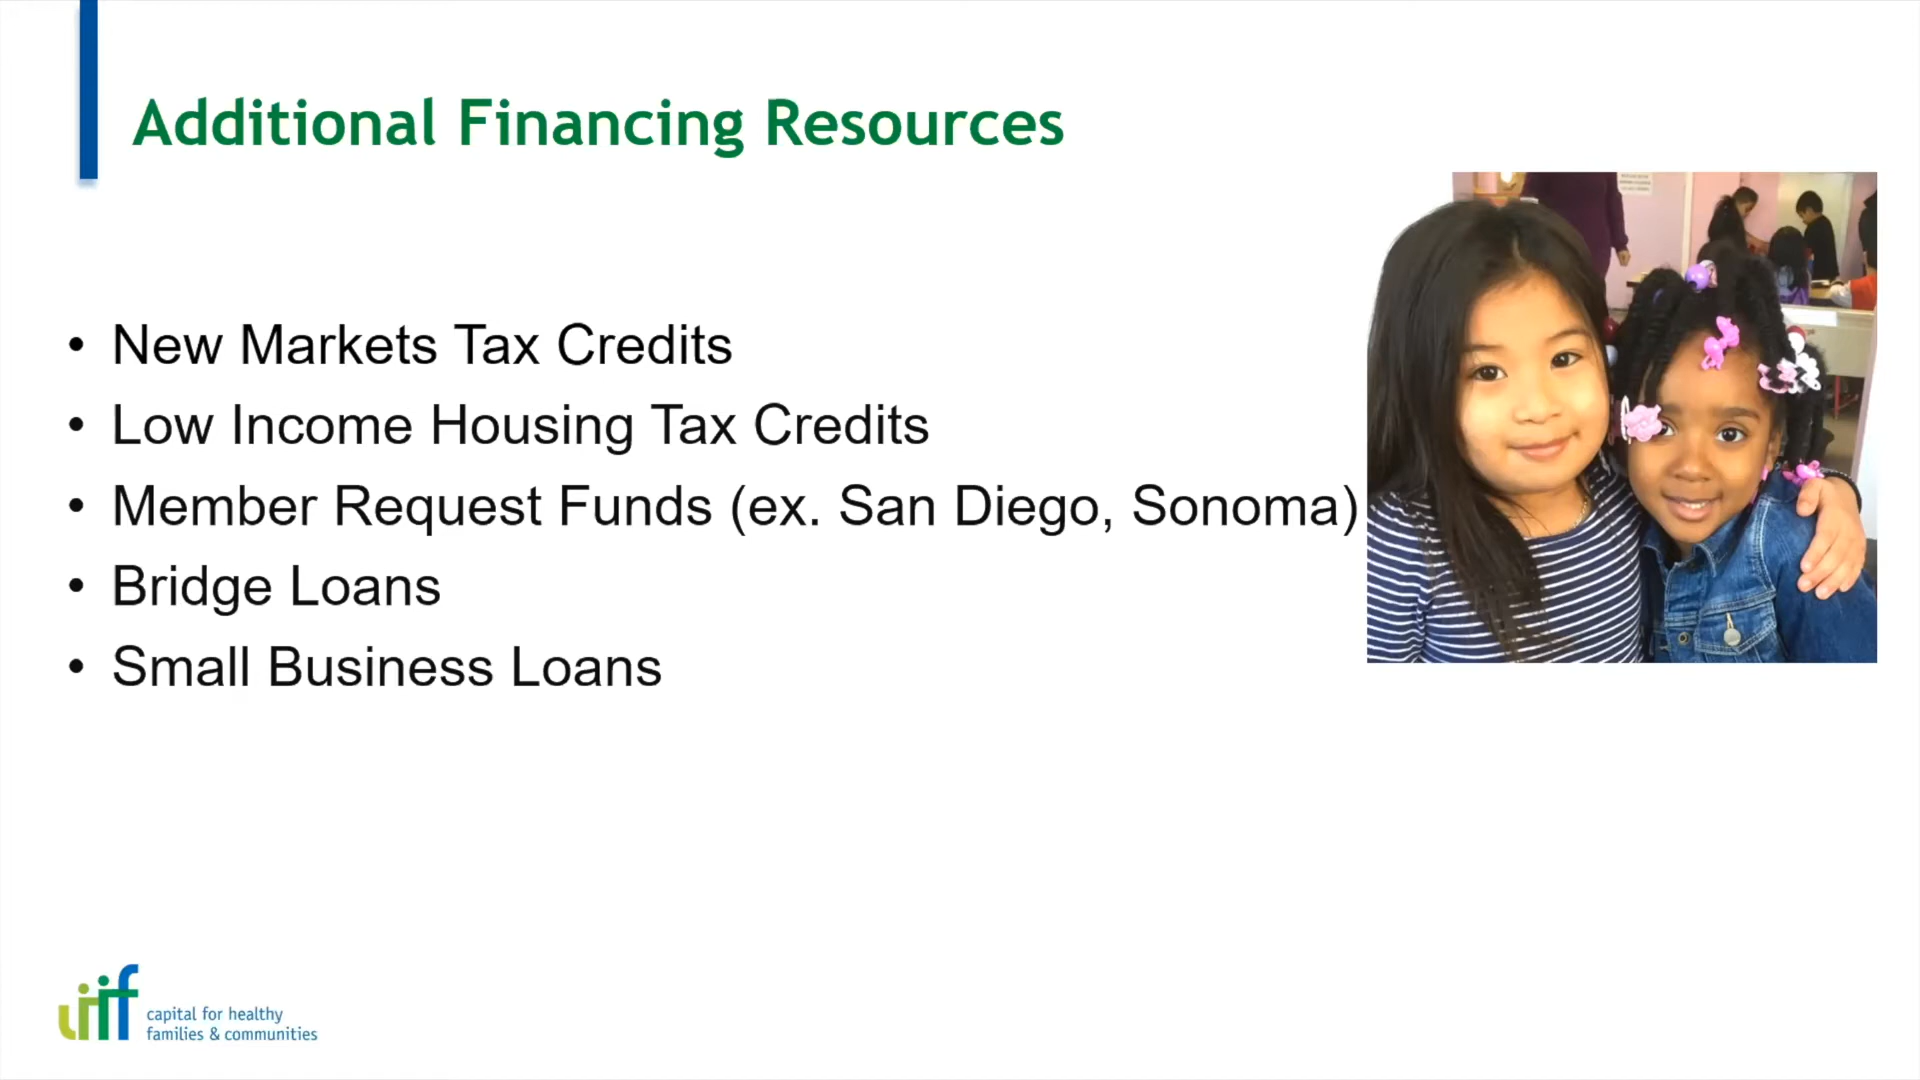 Additional Financing Resources
• New Markets Tax Credits
• Low Income Housing Tax Credits
• Member Request Funds (ex. San Diego, Sonoma)
• Bridge Loans
• Small Business Loans
liif
capital for healthy
families & communities